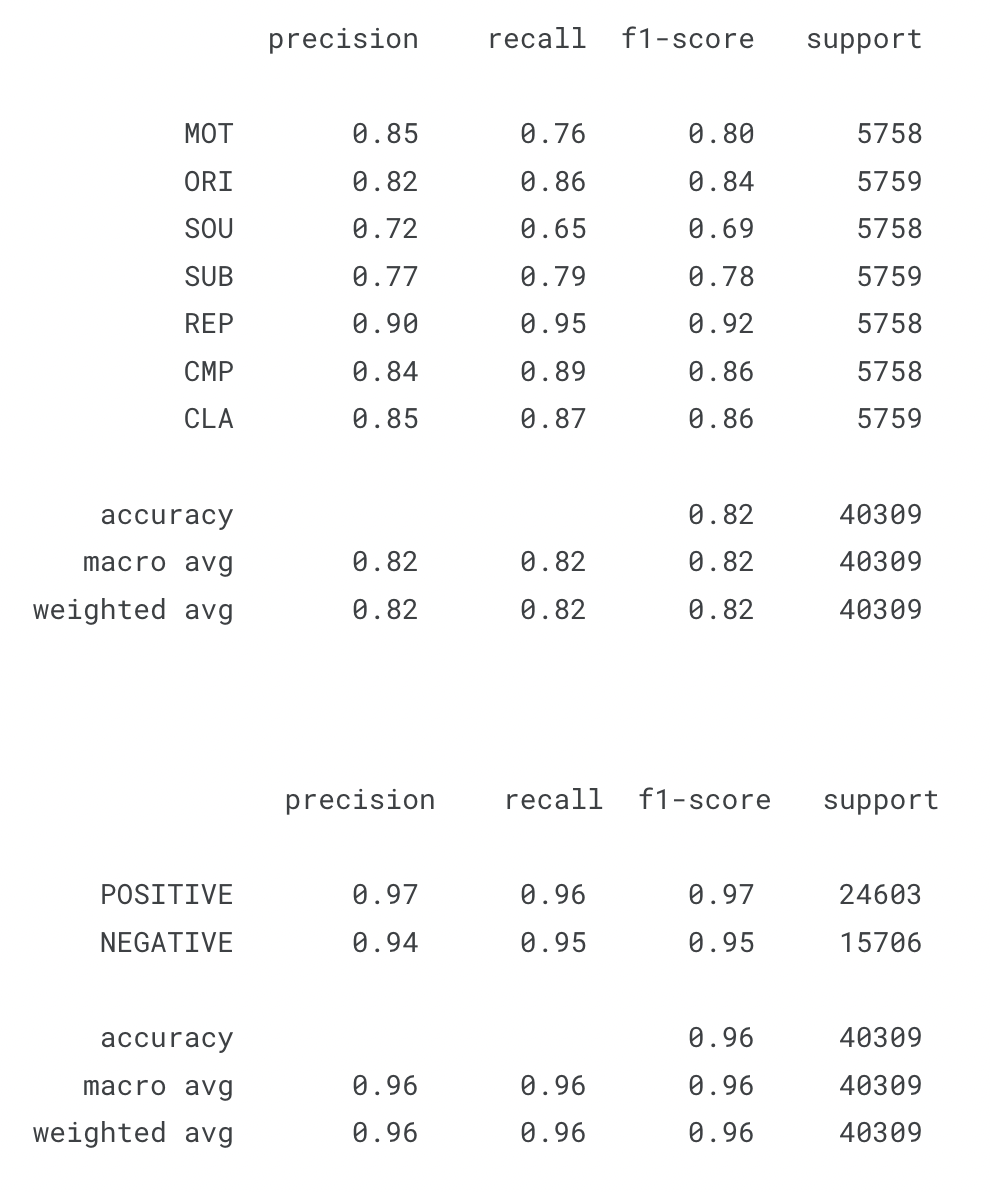 precision recall f1-score support
MOT 0.85 0.76 0.80 5758
ORI 0.82 0.86 0.84 5759
SOU 0.72 0.65 0.69 5758
SUB 0.77 0.79 0.78 5759
REP 0.90 0.95 0.92 5758
CMP 0.84 0.89 0.86 5758
CLA 0.85 0.87 0.86 5759
accuracy 0.82 40309
macro avg 0.82 0.82 0.82 40309
weighted avg 0.82 0.82 0.82 40309
precision recall f1-score support
POSITIVE 0.97 0.96 0.97 24603
NEGATIVE 0.94 0.95 0.95 15706
accuracy 0.96 40309
macro avg 0.96 0.96 0.96 40309
weighted avg 0.96 0.96 0.96 40309